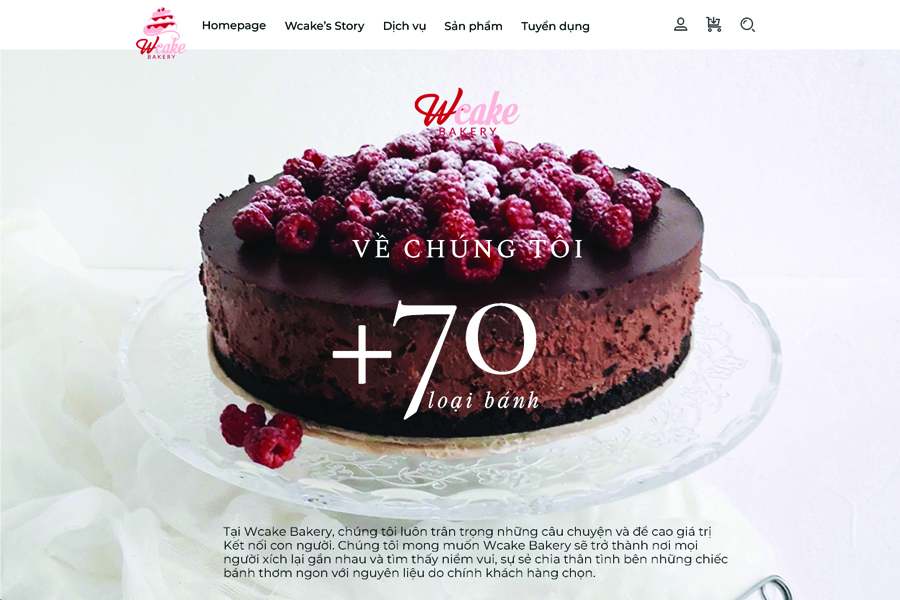 Wcake
BAKERY
Homepage Wcake's Story Dịch vụ Sản phẩm Tuyển dụng
Wcake
BAKERY
VỀ CHÚNG TÔI
+70
loại bánh
Tại Wcake Bakery, chúng tôi luôn trân trọng những câu chuyện và đề cao giá trị
Kết nối con người. Chúng tôi mong muốn Wcake Bakery sẽ trở thành nơi mọi
người xích lại gần nhau và tìm thấy niềm vui, sự sẻ chia thân tình bên những chiếc
bánh thơm ngon với nguyên liệu do chính khách hàng chọn.